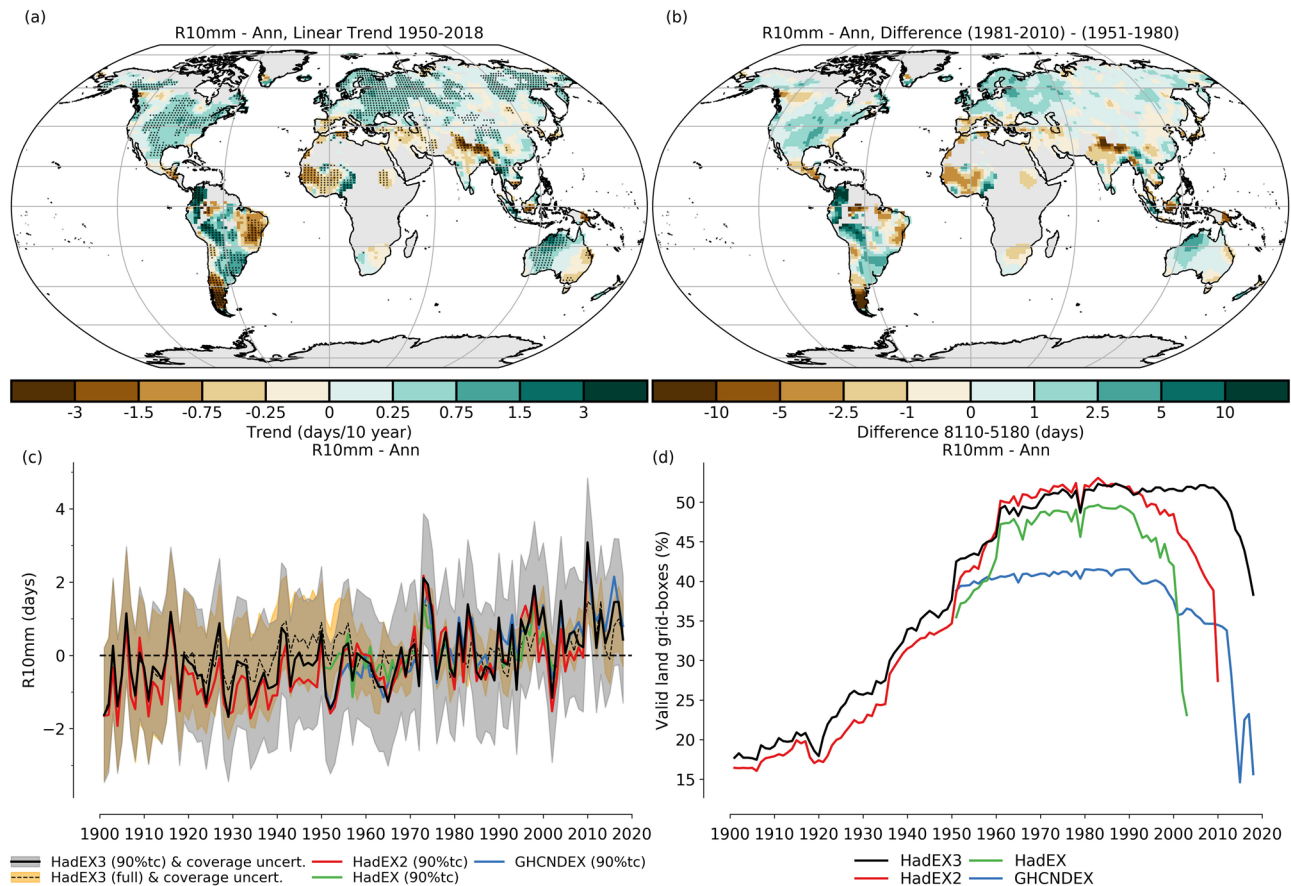 (a)
R10mm - Ann, Linear Trend 1950-2018
-3 -1.5 -0.75 -0.25 0 0.25 0.75 1.5 3
Trend (days/10 year)
(b)
R10mm - Ann, Difference (1981-2010) - (1951-1980)
-10 -5 -2.5 -1 0 1 2.5 5 10
Difference 8110-5180 (days)
(c)
R10mm - Ann
R10mm (days)
4
2
0
−2
1900 1910 1920 1930 1940 1950 1960 1970 1980 1990 2000 2010 2020
HadEX3 (90%tc) & coverage uncert.
HadEX3 (full) & coverage uncert.
HadEX2 (90%tc)
HadEX (90%tc)
GHCNDEX (90%tc)
(d)
R10mm - Ann
Valid land grid-boxes (%)
50
45
40
35
30
25
20
15
1900 1910 1920 1930 1940 1950 1960 1970 1980 1990 2000 2010 2020
HadEX3
HadEX2
HadEX
GHCNDEX